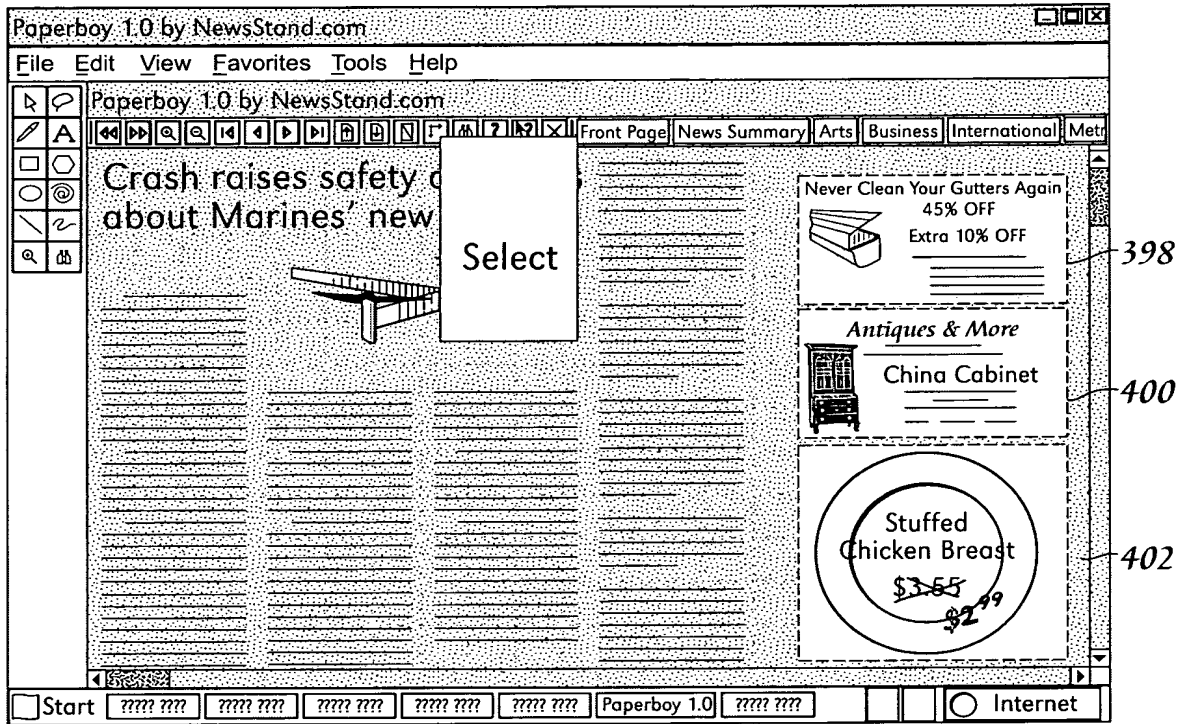 Paperboy 1.0 by NewsStand.com
File Edit View Favorites Tools Help
Paperboy 1.0 by NewsStand.com
A ? ? Front Page News Summary Arts Business International Metr
Crash raises safety
about Marines' new
Select
Never Clean Your Gutters Again
45% OFF
Extra 10% OFF
398
Antiques & More
China Cabinet
400
Stuffed
Chicken Breast
$3.55
$2.99
402
Start ????? ???? ????? ???? ????? ???? ????? ???? ????? ???? Paperboy 1.0 ????? ???? Internet